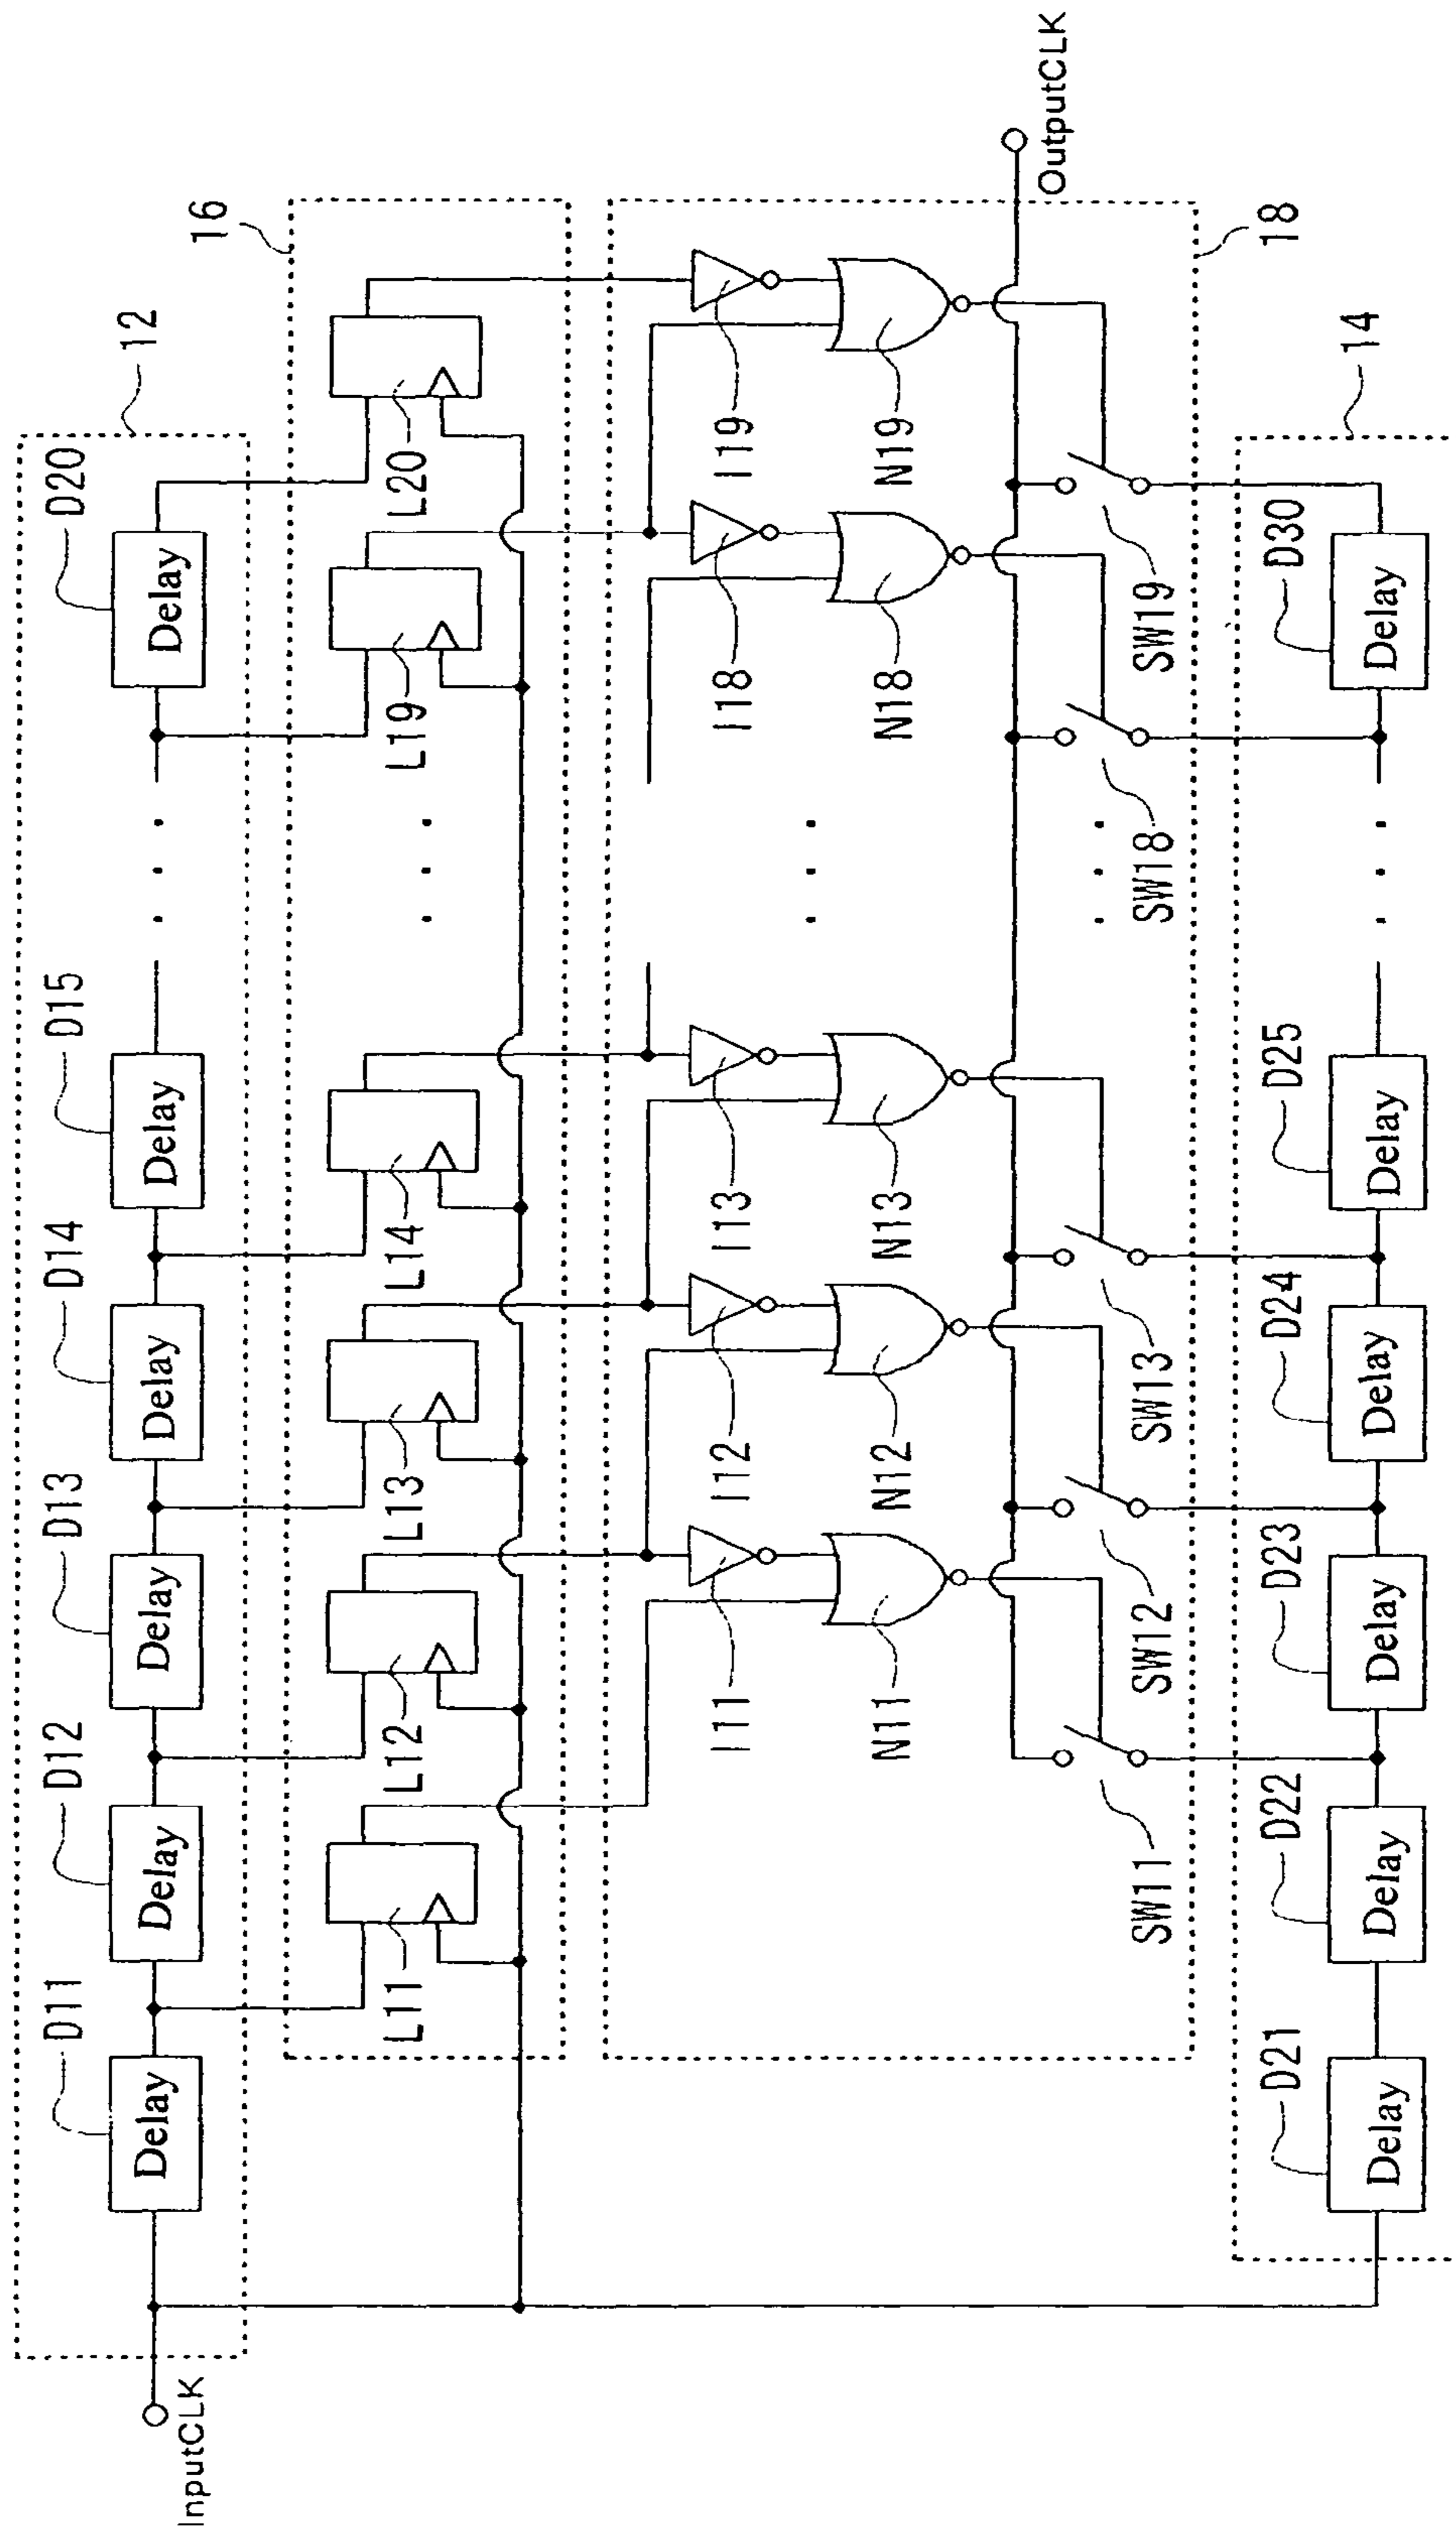 InputCLK
D11
D12
D13
D14
D15
D20
12
Delay
Delay
Delay
Delay
Delay
Delay
16
L11
L12
L13
L14
L19
L20
I11
I12
I13
I18
I19
N11
N12
N13
N18
N19
OutputCLK
SW11
SW12
SW13
SW18
SW19
18
D21
D22
D23
D24
D25
D30
14
Delay
Delay
Delay
Delay
Delay
Delay